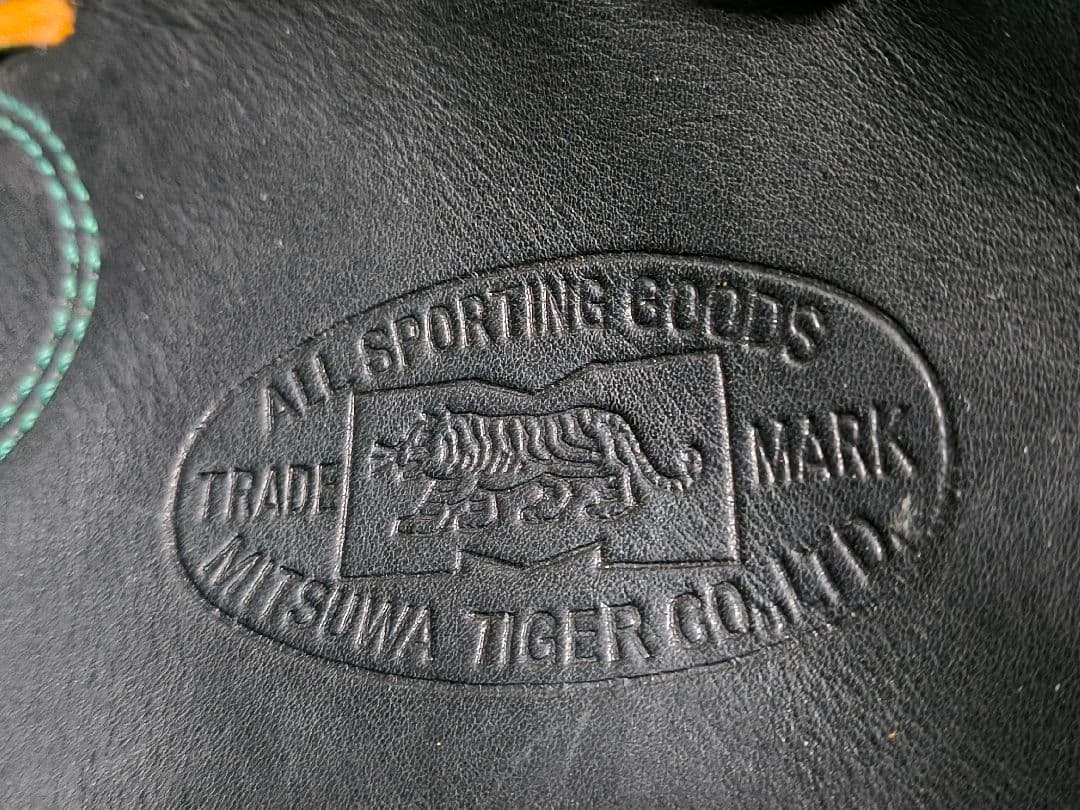 ALL SPORTING GOODS
TRADE MARK
MITSUWA TIGER CO.,LTD.